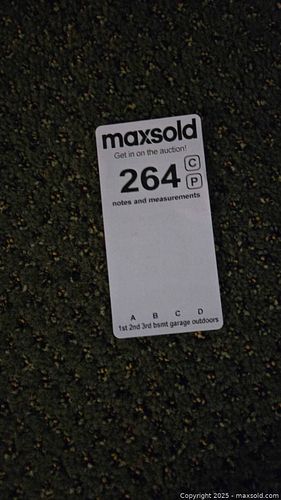 maxsold
Get in on the auction!
264 C
P
notes and measurements
A B C D
1st 2nd 3rd bsmt garage outdoors
Copyright 2025 - maxsold.com